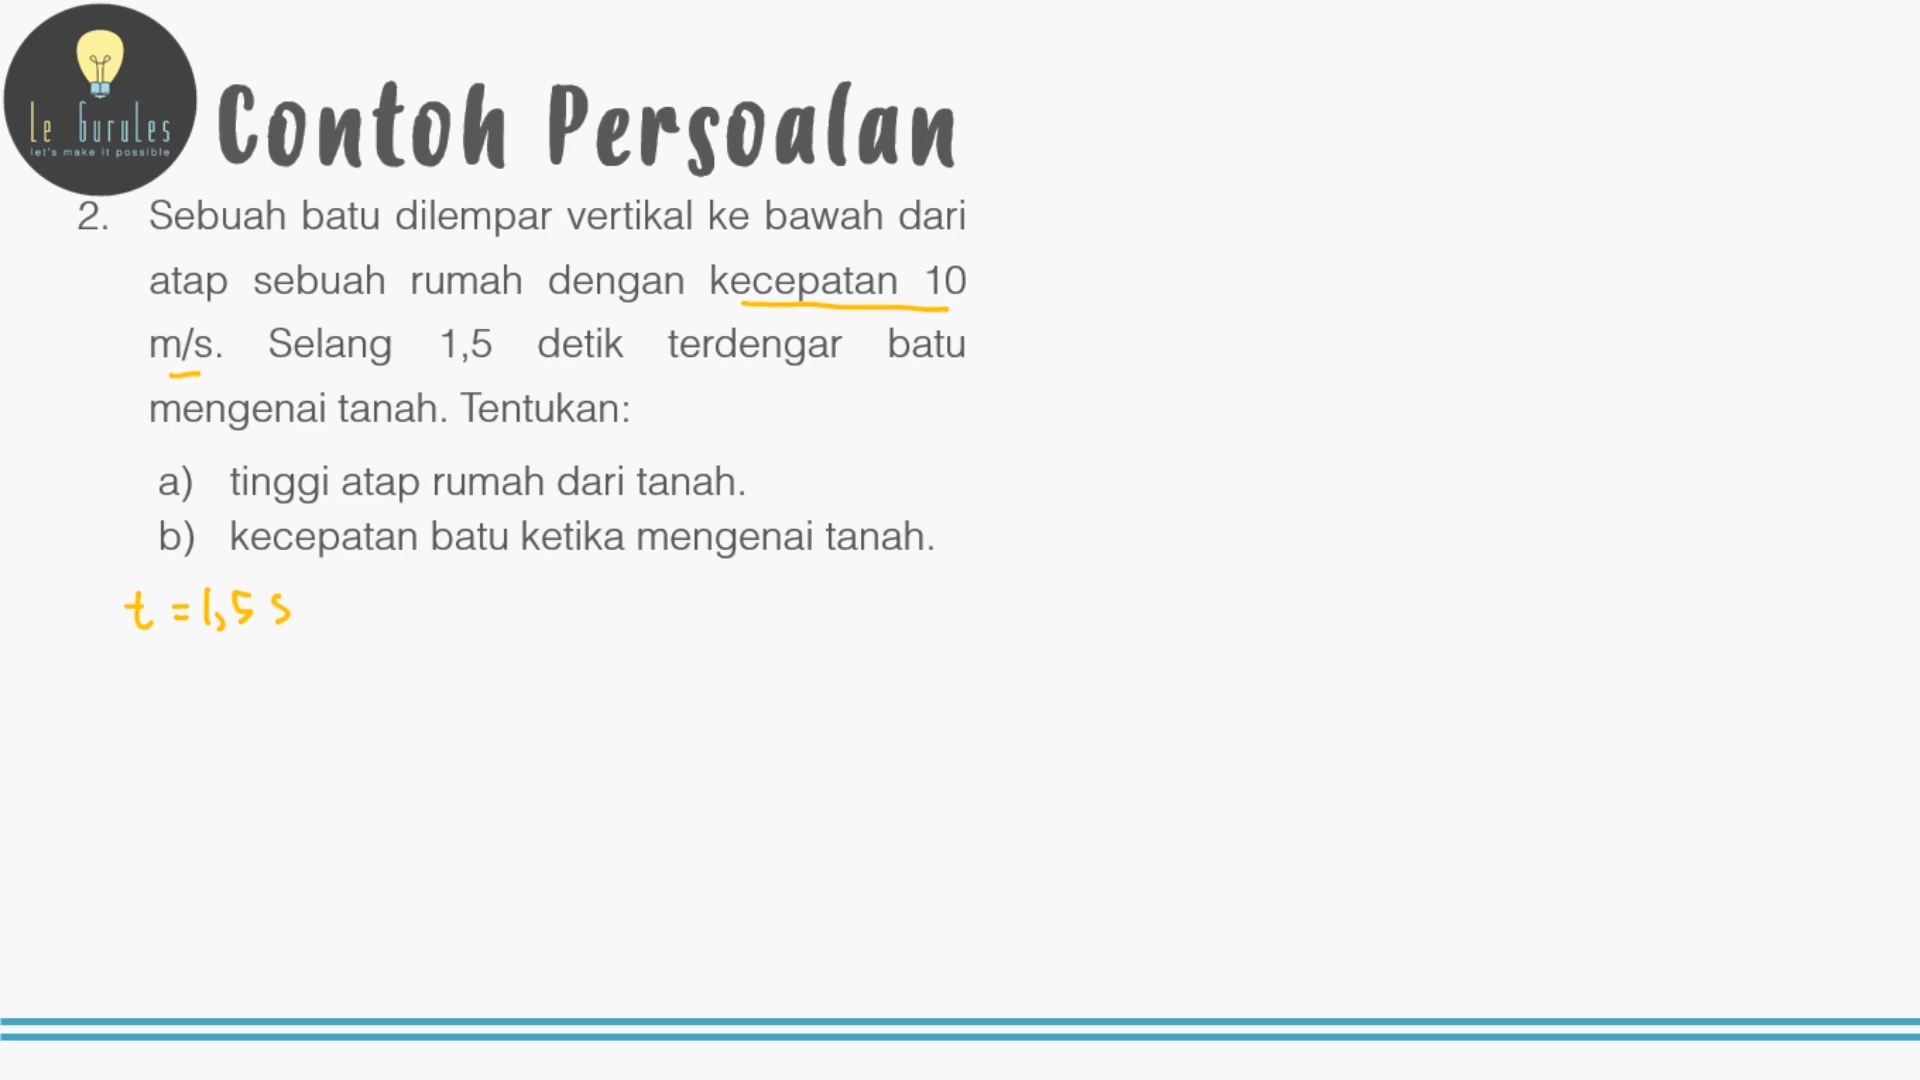 Le Gurules
let's make it possible
Contoh Persoalan
2. Sebuah batu dilempar vertikal ke bawah dari
atap sebuah rumah dengan kecepatan 10
m/s. Selang 1,5 detik terdengar batu
mengenai tanah. Tentukan:
a) tinggi atap rumah dari tanah.
b) kecepatan batu ketika mengenai tanah.
t = 1,5 s